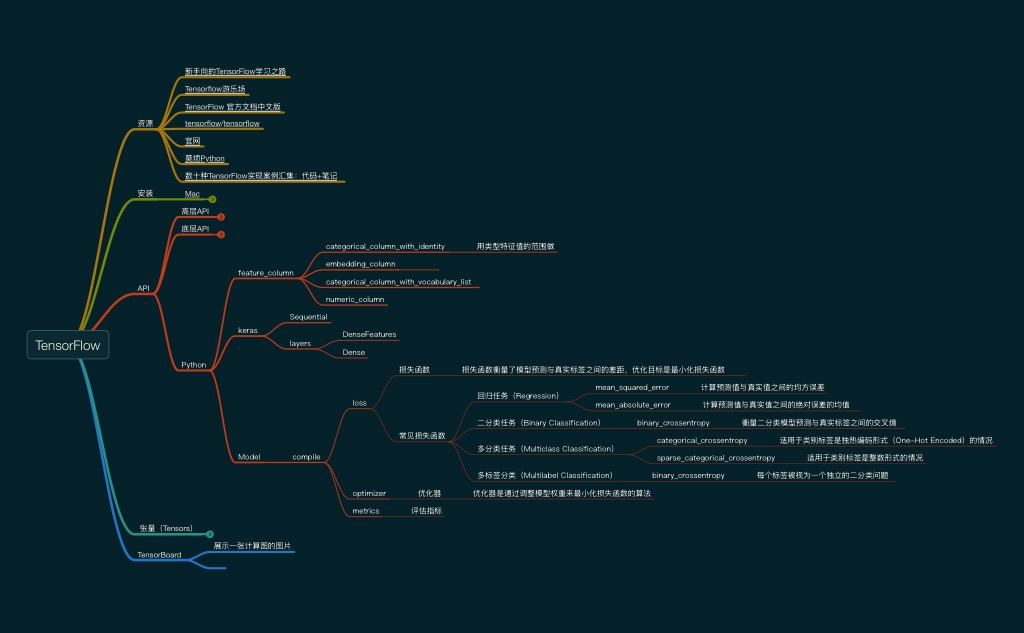 新手向的TensorFlow学习之路
Tensorflow游乐场
TensorFlow 官方文档中文版
资源
tensorflow/tensorflow
官网
莫烦Python
数十种TensorFlow实现案例汇集：代码+笔记
安装
Mac
高层API
底层API
API
TensorFlow
Python
feature_column
categorical_column_with_identity
用类型特征值的范围做
embedding_column
categorical_column_with_vocabulary_list
numeric_column
keras
Sequential
layers
DenseFeatures
Dense
Model
compile
loss
损失函数
损失函数衡量了模型预测与真实标签之间的差距，优化目标是最小化损失函数
常见损失函数
回归任务（Regression）
mean_squared_error
计算预测值与真实值之间的均方误差
mean_absolute_error
计算预测值与真实值之间的绝对误差的均值
二分类任务（Binary Classification）
binary_crossentropy
衡量二分类模型预测与真实标签之间的交叉熵
多分类任务（Multiclass Classification）
categorical_crossentropy
适用于类别标签是独热编码形式（One-Hot Encoded）的情况
sparse_categorical_crossentropy
适用于类别标签是整数形式的情况
多标签分类（Multilabel Classification）
binary_crossentropy
每个标签被视为一个独立的二分类问题
optimizer
优化器
优化器是通过调整模型权重来最小化损失函数的算法
metrics
评估指标
张量（Tensors）
TensorBoard
展示一张计算图的图片